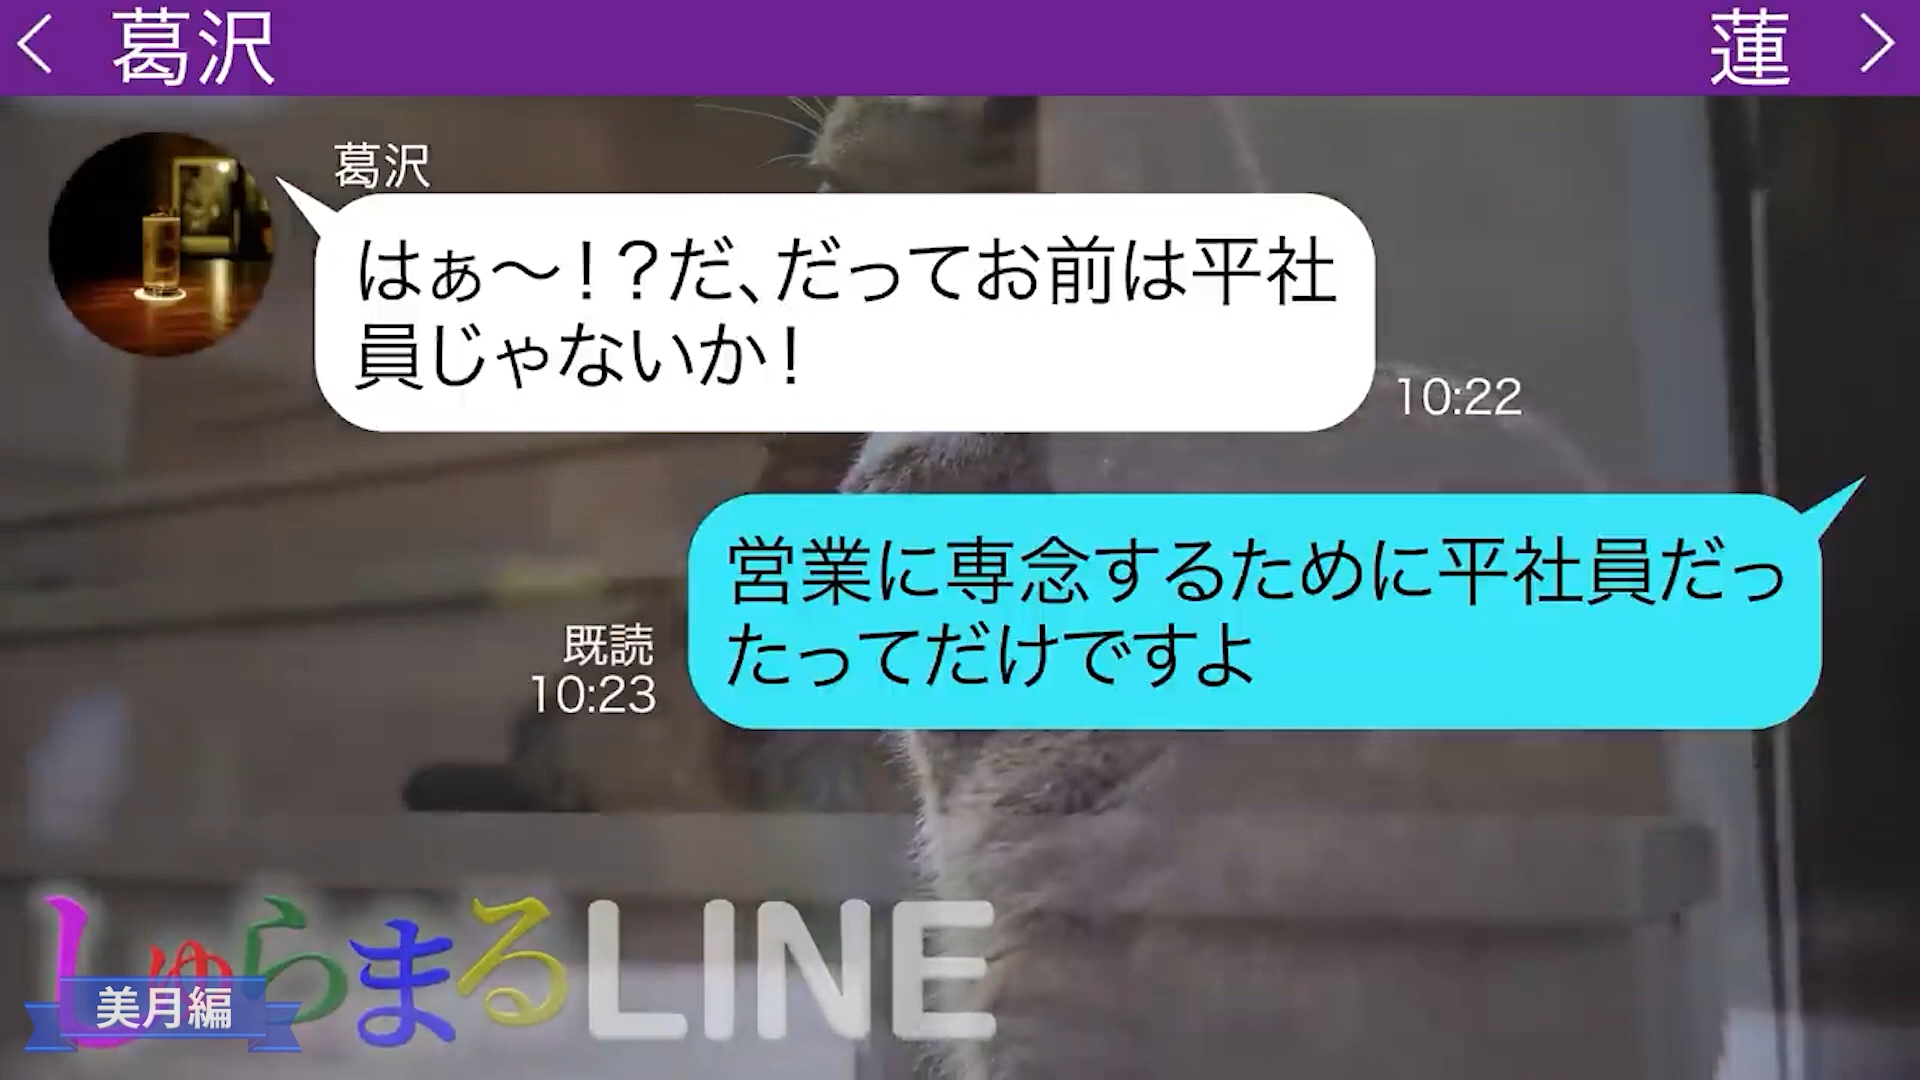 葛沢
蓮
葛沢
はぁ〜！？だ、だってお前は平社
員じゃないか！
10:22
営業に専念するために平社員だっ
たってだけですよ
既読
10:23
しゅらまるLINE
美月編